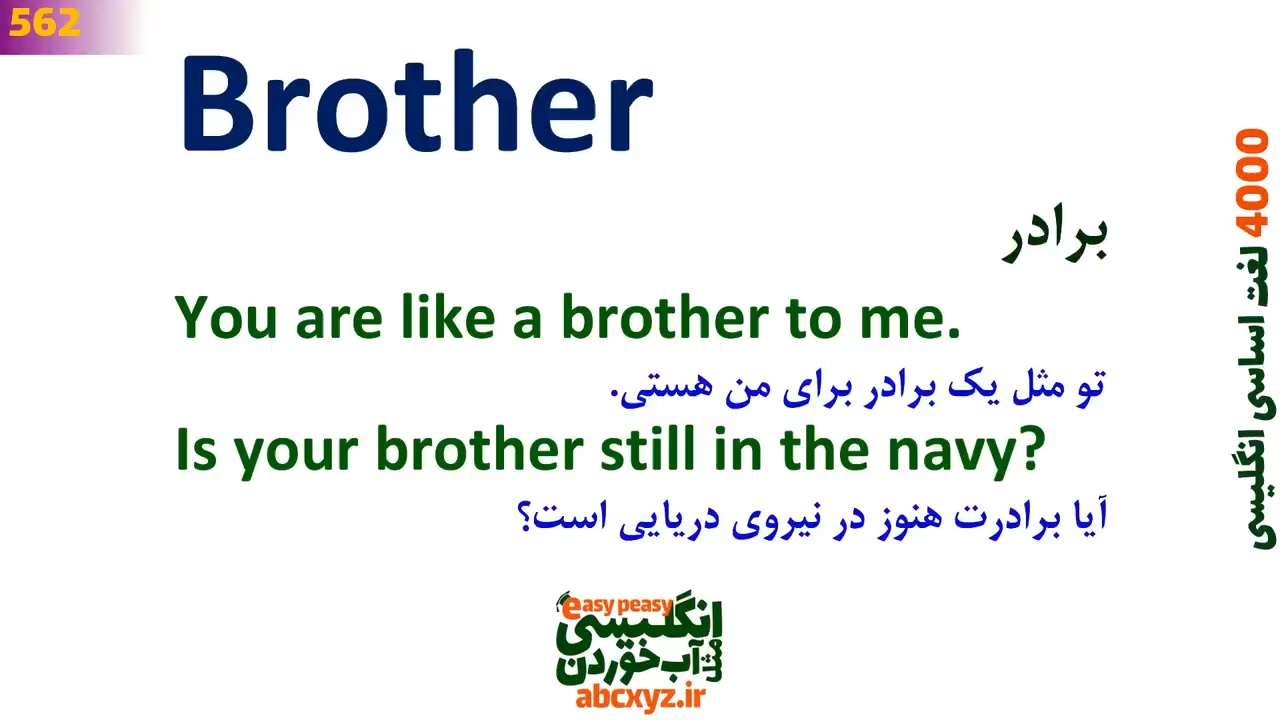 562
Brother
برادر
You are like a brother to me.
تو مثل یک برادر برای من هستی.
Is your brother still in the navy?
آیا برادرت هنوز در نیروی دریایی است؟
4000 لغت اساسی انگلیسی
easy peasy
انگلیسی
مثل آب خوردن
abcxyz.ir